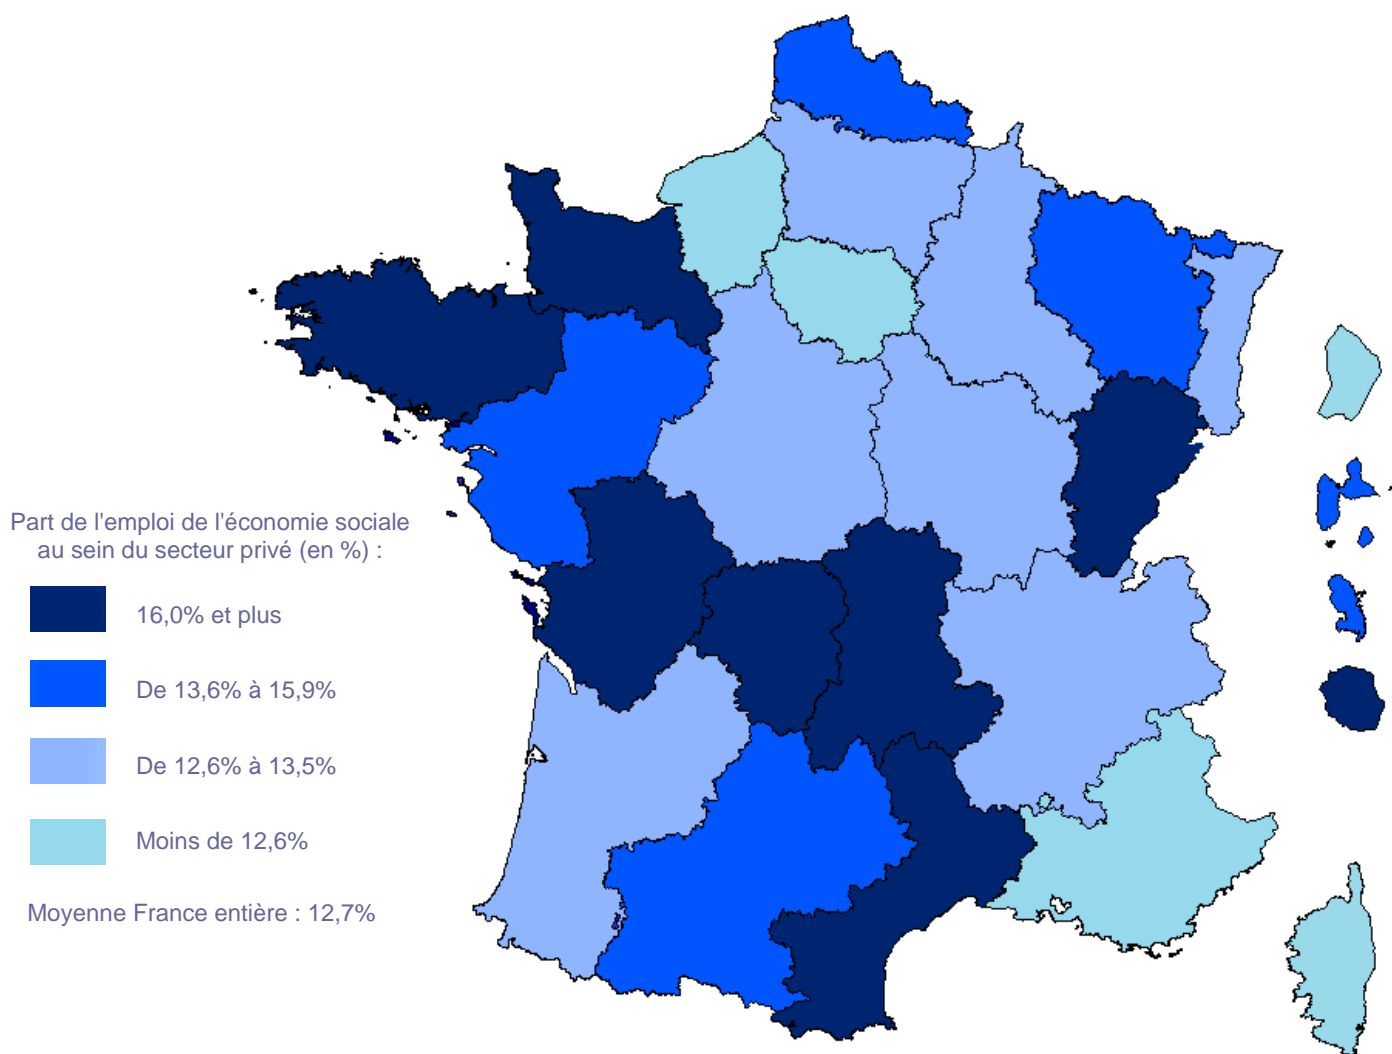 Part de l'emploi de l'économie sociale
au sein du secteur privé (en %) :
16,0% et plus
De 13,6% à 15,9%
De 12,6% à 13,5%
Moins de 12,6%
Moyenne France entière : 12,7%